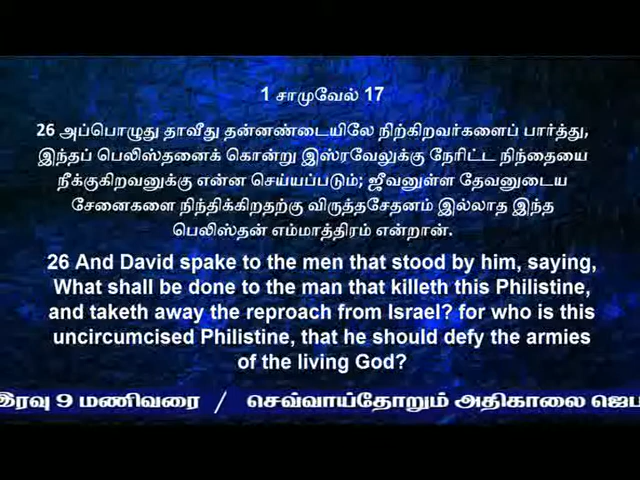 1 சாமுவேல் 17
26 அப்பொழுது தாவீது தன்னண்டையிலே நிற்கிறவர்களைப் பார்த்து,
இந்தப் பெலிஸ்தனைக் கொன்று இஸ்ரவேலுக்கு நேரிட்ட நிந்தையை
நீக்குகிறவனுக்கு என்ன செய்யப்படும்; ஜீவனுள்ள தேவனுடைய
சேனைகளை நிந்திக்கிறதற்கு விருத்தசேதனம் இல்லாத இந்த
பெலிஸ்தன் எம்மாத்திரம் என்றான்.
26 And David spake to the men that stood by him, saying,
What shall be done to the man that killeth this Philistine,
and taketh away the reproach from Israel? for who is this
uncircumcised Philistine, that he should defy the armies
of the living God?
இரவு 9 மணிவரை / செவ்வாய்தோறும் அதிகாலை ஜெப